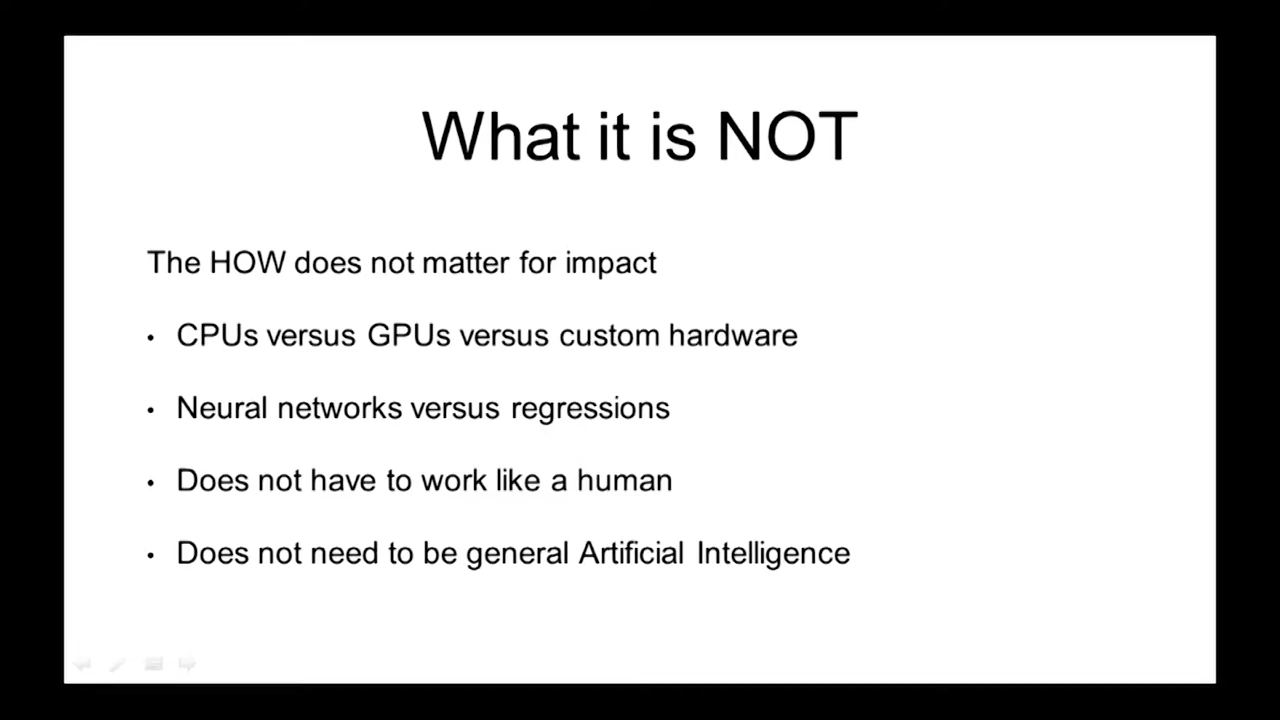 What it is NOT
The HOW does not matter for impact
• CPUs versus GPUs versus custom hardware
• Neural networks versus regressions
• Does not have to work like a human
• Does not need to be general Artificial Intelligence